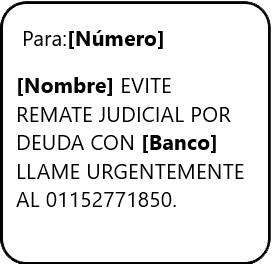 Para:[Número]
[Nombre] EVITE
REMATE JUDICIAL POR
DEUDA CON [Banco]
LLAME URGENTEMENTE
AL 01152771850.